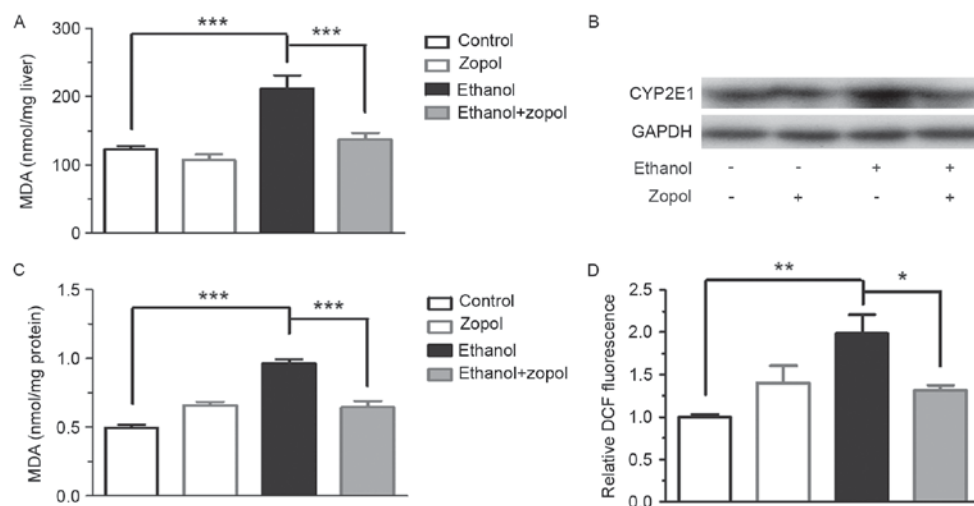 A
***
***
300
200
100
0
MDA (nmol/mg liver)
Control
Zopol
Ethanol
Ethanol+zopol
B
CYP2E1
GAPDH
Ethanol - - + +
Zopol - + - +
C
***
***
1.5
1.0
0.5
0.0
MDA (nmol/mg protein)
Control
Zopol
Ethanol
Ethanol+zopol
D
**
*
2.5
2.0
1.5
1.0
0.5
0.0
Relative DCF fluorescence